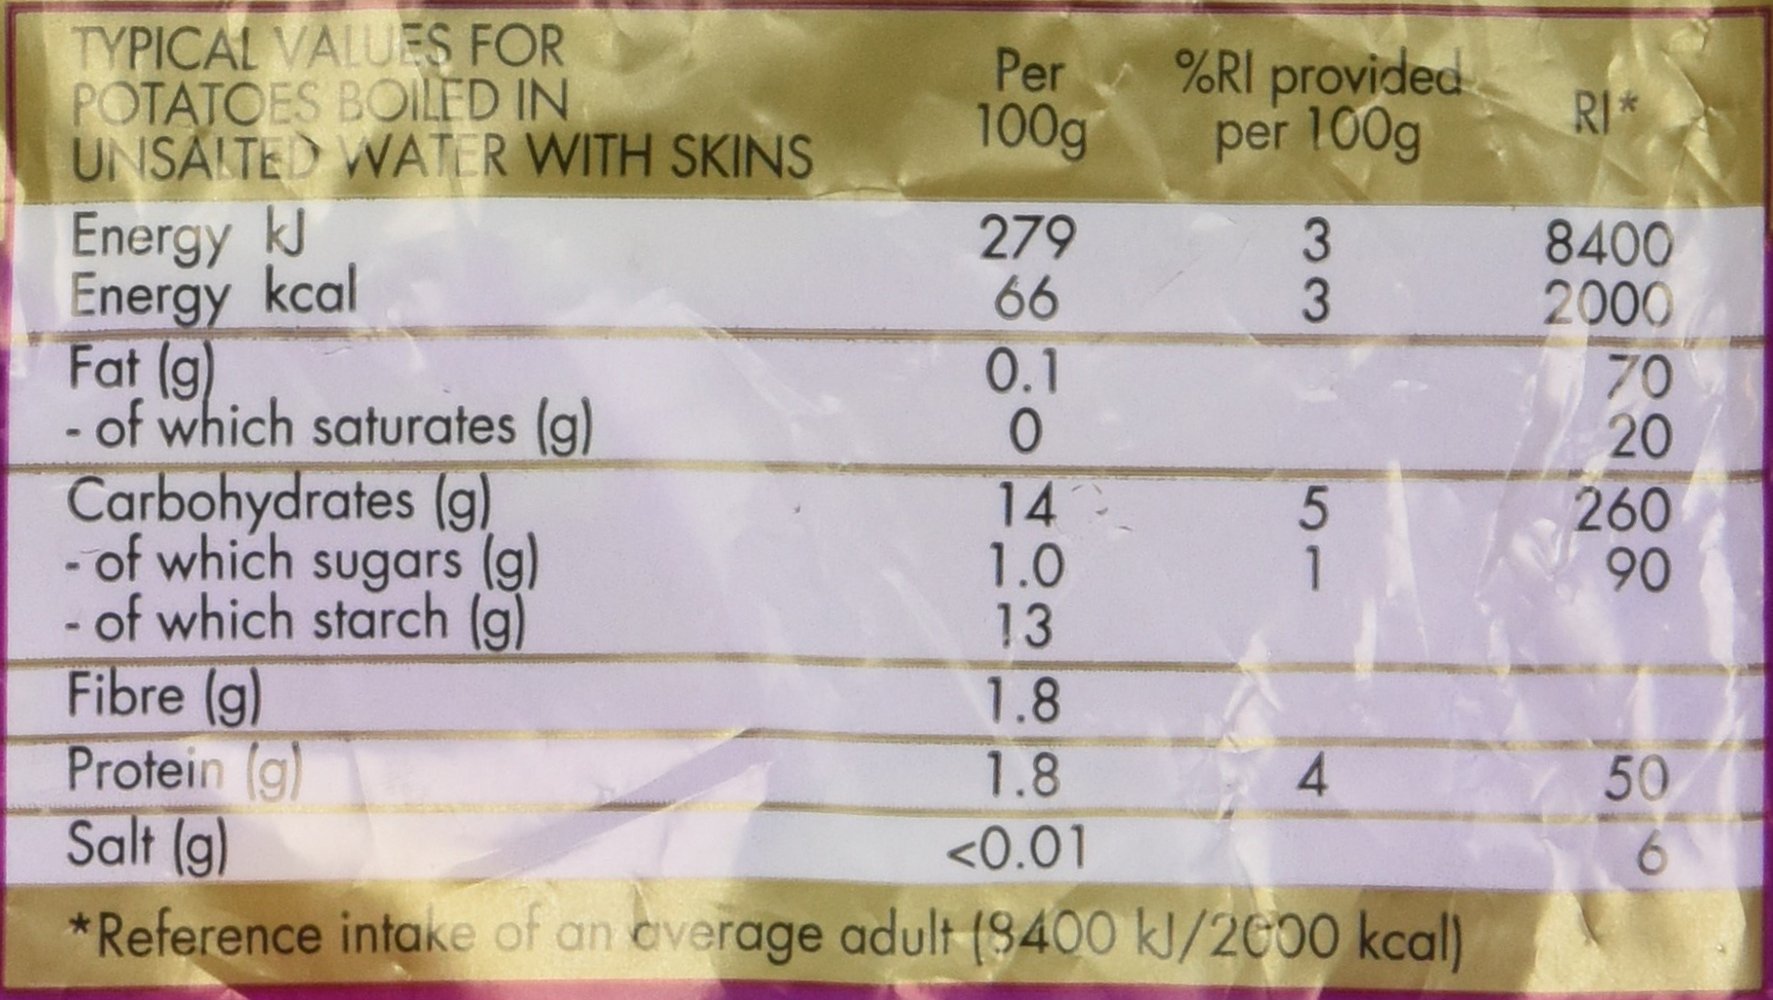 TYPICAL VALUES FOR
POTATOES BOILED IN
UNSALTED WATER WITH SKINS
Per
100g
%RI provided
per 100g
RI*
Energy kJ 279 3 8400
Energy kcal 66 3 2000
Fat (g) 0.1 70
- of which saturates (g) 0 20
Carbohydrates (g) 14 5 260
- of which sugars (g) 1.0 1 90
- of which starch (g) 13
Fibre (g) 1.8
Protein (g) 1.8 4 50
Salt (g) <0.01 6
*Reference intake of an average adult (8400 kJ/2000 kcal)